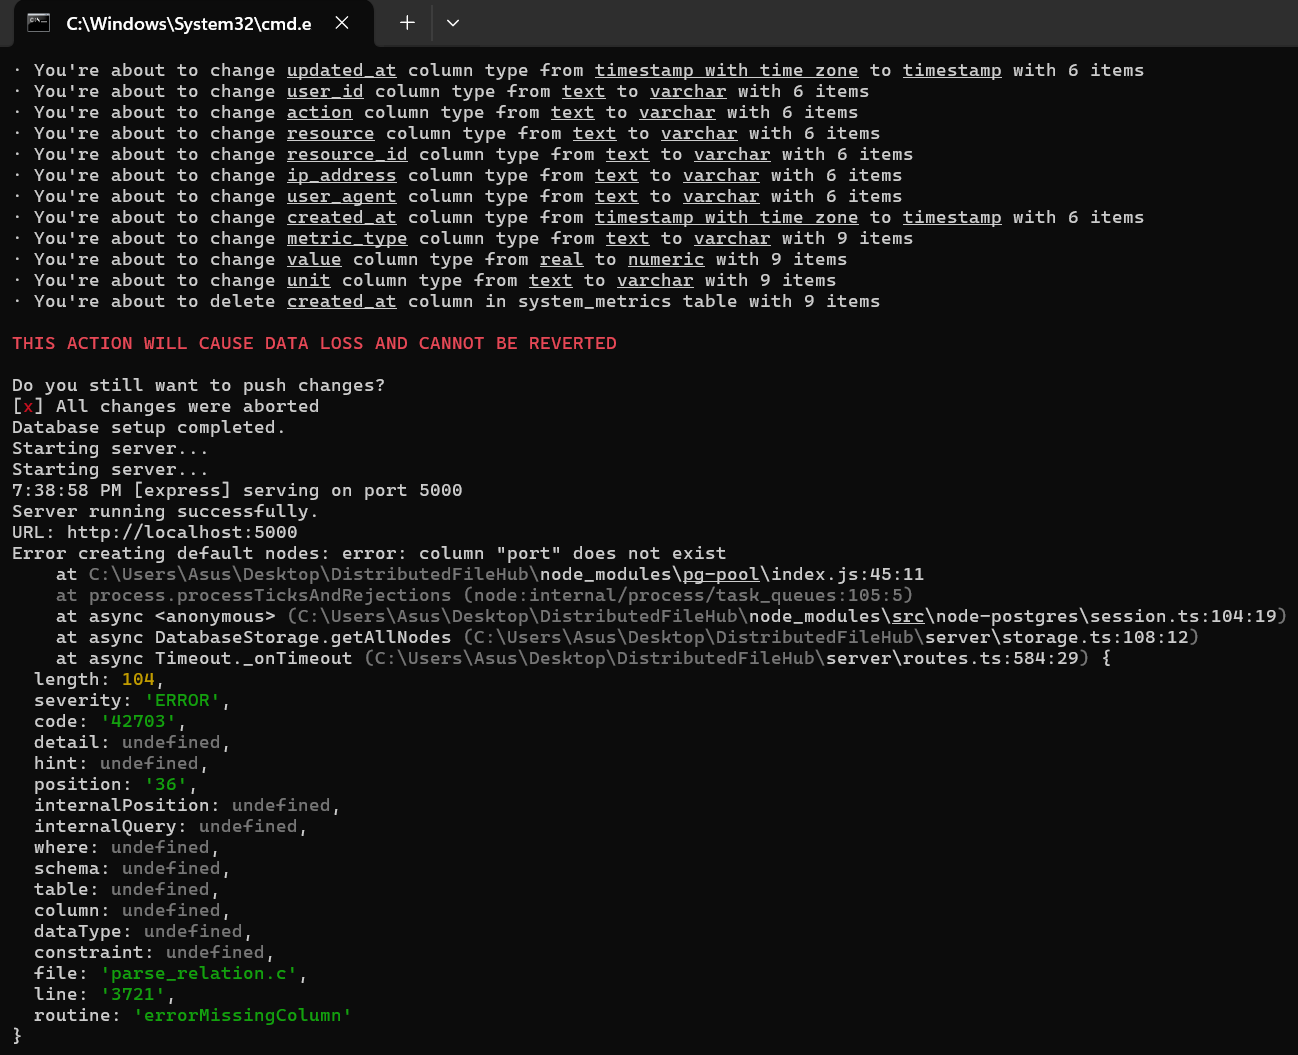 C:\Windows\System32\cmd.e
· You're about to change updated_at column type from timestamp with time zone to timestamp with 6 items
· You're about to change user_id column type from text to varchar with 6 items
· You're about to change action column type from text to varchar with 6 items
· You're about to change resource column type from text to varchar with 6 items
· You're about to change resource_id column type from text to varchar with 6 items
· You're about to change ip_address column type from text to varchar with 6 items
· You're about to change user_agent column type from text to varchar with 6 items
· You're about to change created_at column type from timestamp with time zone to timestamp with 6 items
· You're about to change metric_type column type from text to varchar with 9 items
· You're about to change value column type from real to numeric with 9 items
· You're about to change unit column type from text to varchar with 9 items
· You're about to delete created_at column in system_metrics table with 9 items
THIS ACTION WILL CAUSE DATA LOSS AND CANNOT BE REVERTED
Do you still want to push changes?
[x] All changes were aborted
Database setup completed.
Starting server...
Starting server...
7:38:58 PM [express] serving on port 5000
Server running successfully.
URL: http://localhost:5000
Error creating default nodes: error: column "port" does not exist
    at C:\Users\Asus\Desktop\DistributedFileHub\node_modules\pg-pool\index.js:45:11
    at process.processTicksAndRejections (node:internal/process/task_queues:105:5)
    at async <anonymous> (C:\Users\Asus\Desktop\DistributedFileHub\node_modules\src\node-postgres\session.ts:104:19)
    at async DatabaseStorage.getAllNodes (C:\Users\Asus\Desktop\DistributedFileHub\server\storage.ts:108:12)
    at async Timeout._onTimeout (C:\Users\Asus\Desktop\DistributedFileHub\server\routes.ts:584:29) {
  length: 104,
  severity: 'ERROR',
  code: '42703',
  detail: undefined,
  hint: undefined,
  position: '36',
  internalPosition: undefined,
  internalQuery: undefined,
  where: undefined,
  schema: undefined,
  table: undefined,
  column: undefined,
  dataType: undefined,
  constraint: undefined,
  file: 'parse_relation.c',
  line: '3721',
  routine: 'errorMissingColumn'
}